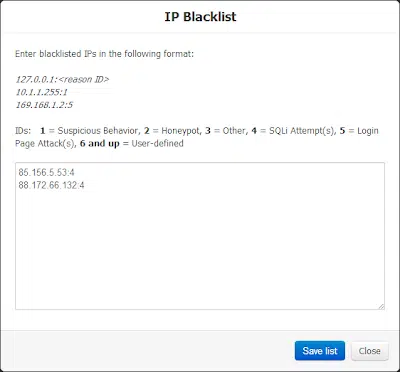 IP Blacklist
Enter blacklisted IPs in the following format:
127.0.0.1:<reason ID>
10.1.1.255:1
169.168.1.2:5
IDs: 1 = Suspicious Behavior, 2 = Honeypot, 3 = Other, 4 = SQLi Attempt(s), 5 = Login
Page Attack(s), 6 and up = User-defined
85.156.5.53:4
88.172.66.132:4
Save list Close